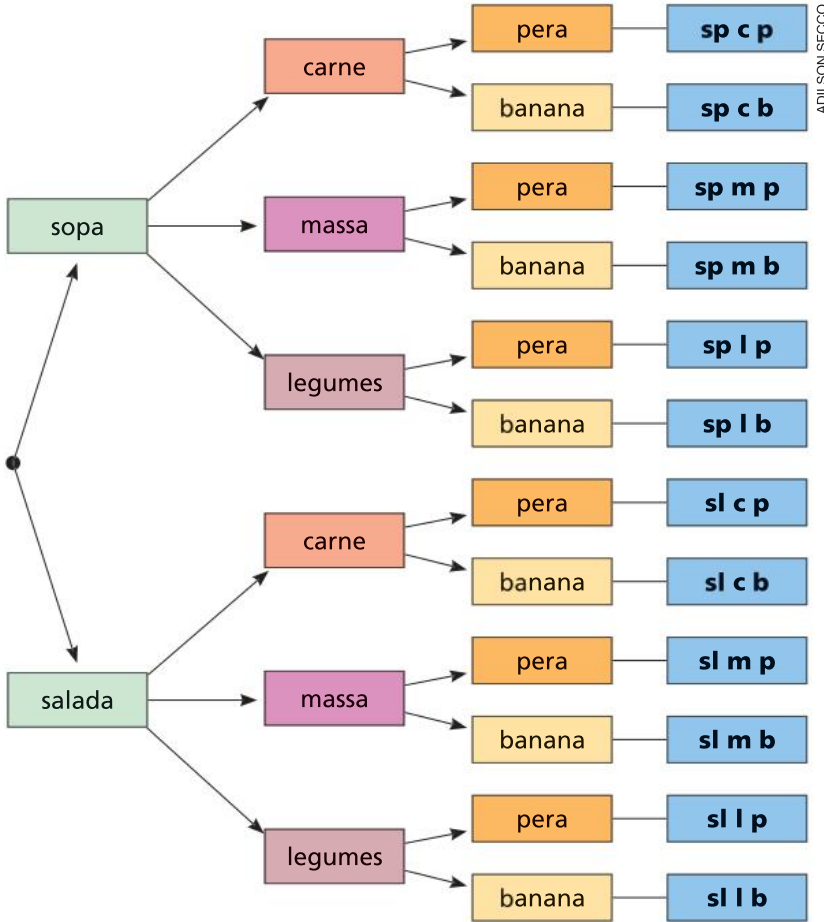 pera sp c p
carne
banana sp c b
ADILSON SECCO
pera sp m p
sopa massa
banana sp m b
pera sp l p
legumes
banana sp l b
pera sl c p
carne
banana sl c b
pera sl m p
salada massa
banana sl m b
pera sl l p
legumes
banana sl l b